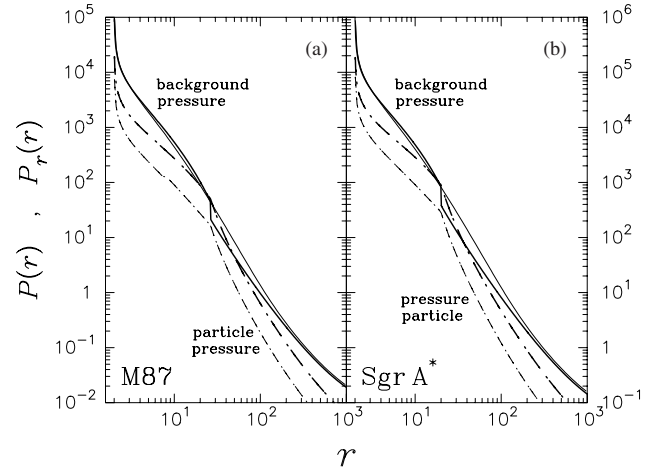 10^5
10^4
10^3
10^2
10^1
1
10^-1
10^-2
P(r) , P_r(r)
(a)
background
pressure
particle
pressure
M87
10^1 10^2 10^3
(b)
background
pressure
pressure
particle
Sgr A*
10^1 10^2 10^3
10^6
10^5
10^4
10^3
10^2
10^1
1
10^-1
r